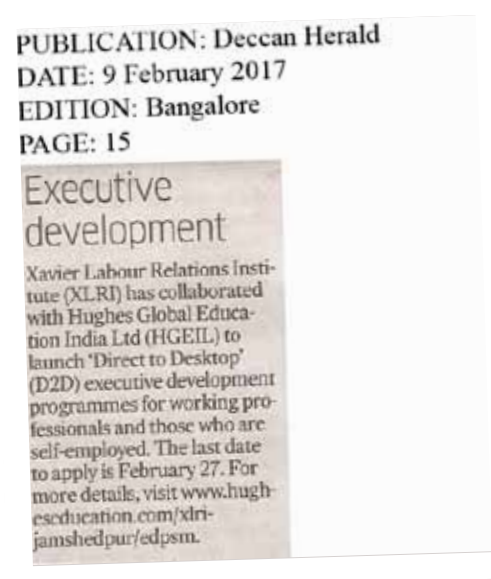 PUBLICATION: Deccan Herald
DATE: 9 February 2017
EDITION: Bangalore
PAGE: 15
Executive
development
Xavier Labour Relations Insti-
tute (XLRI) has collaborated
with Hughes Global Educa-
tion India Ltd (HGEIL) to
launch 'Direct to Desktop'
(D2D) executive development
programmes for working pro-
fessionals and those who are
self-employed. The last date
to apply is February 27. For
more details, visit www.hugh-
eseducation.com/xlri-
jamshedpur/edpsm.